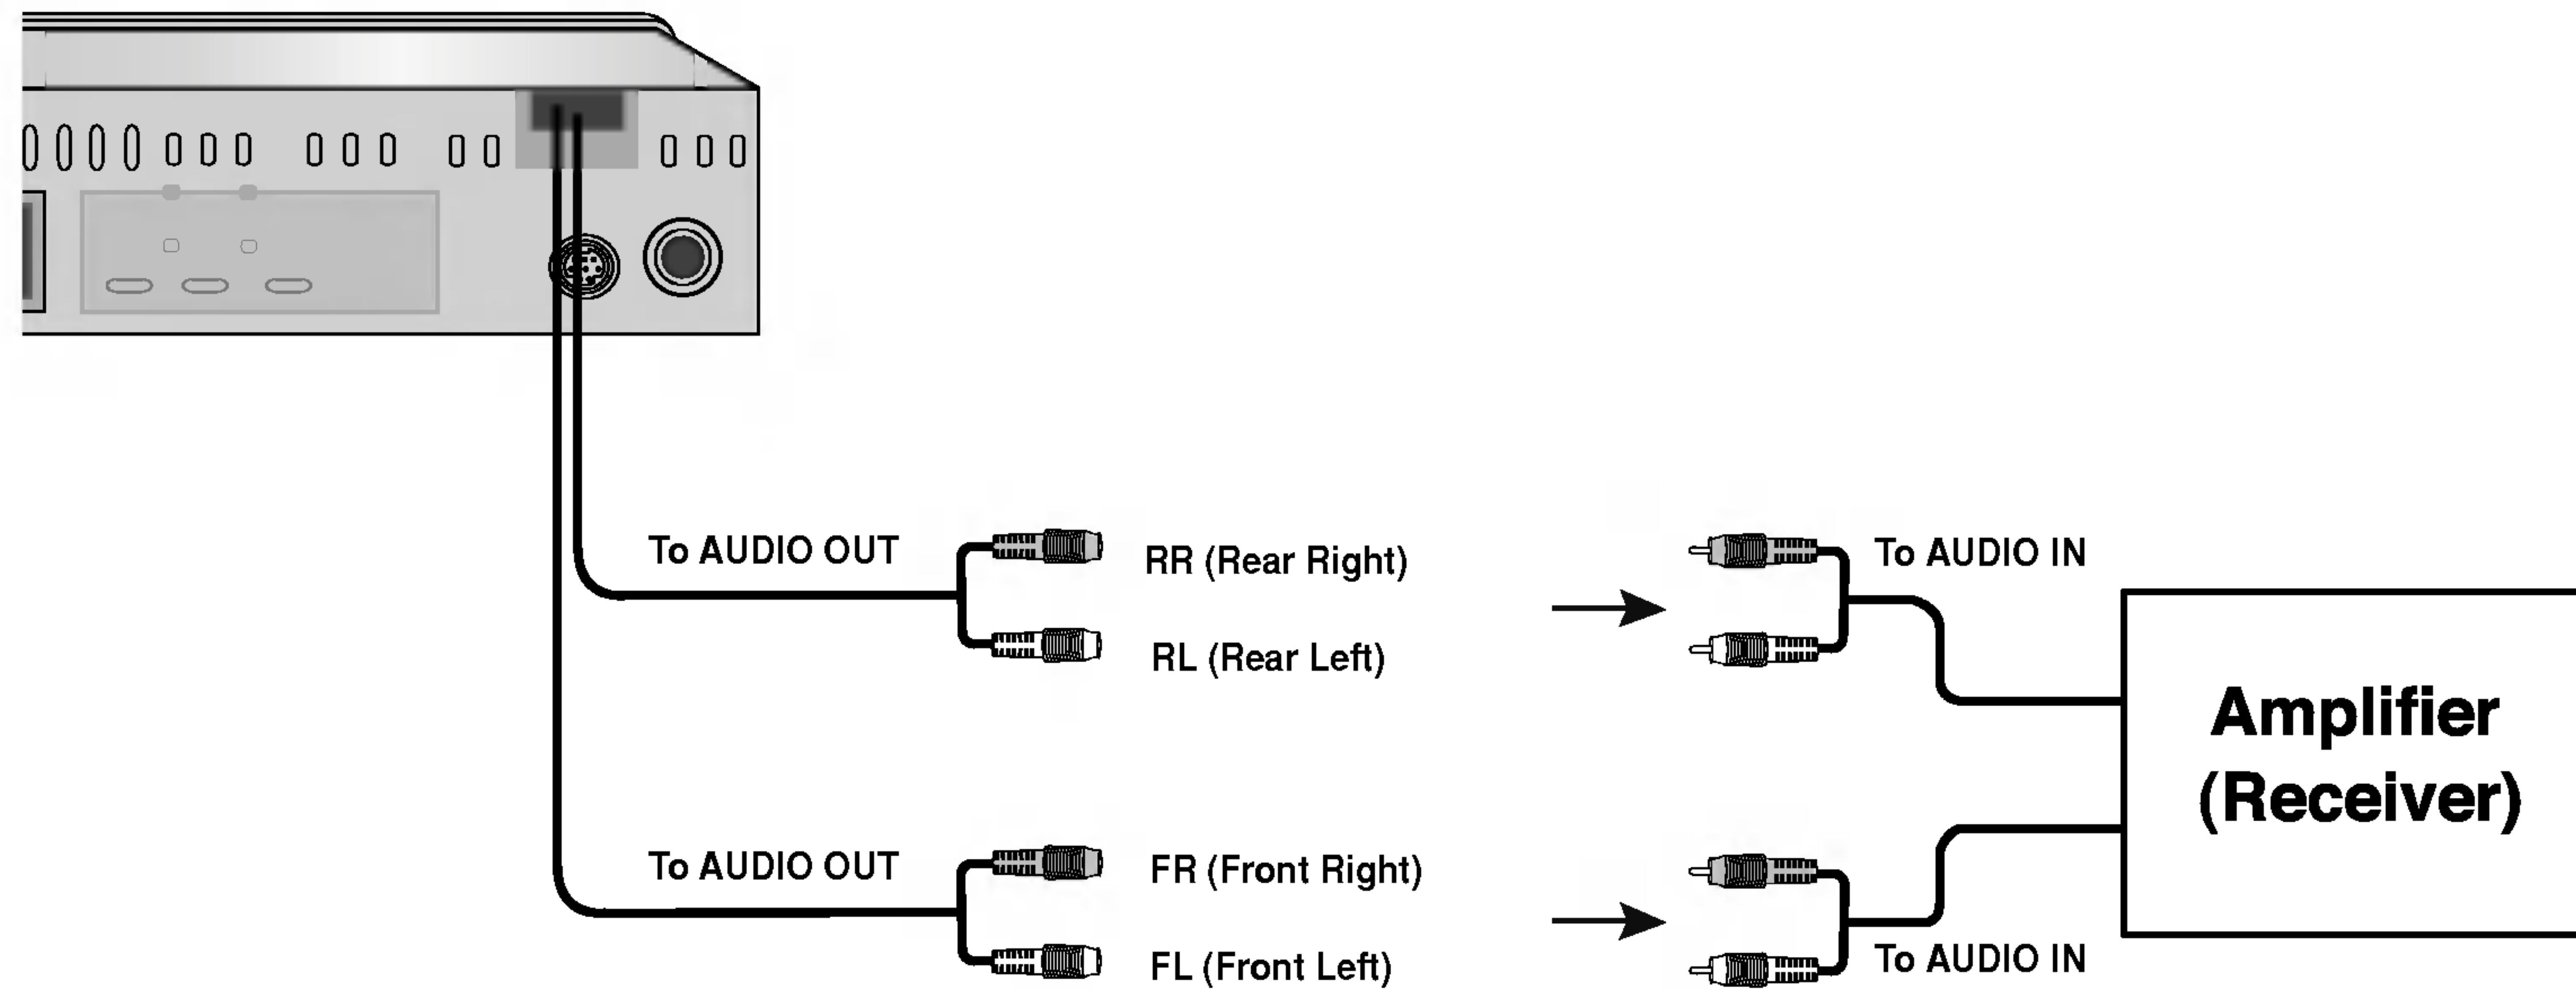 To AUDIO OUT
RR (Rear Right)
RL (Rear Left)
To AUDIO IN
Amplifier
(Receiver)
To AUDIO OUT
FR (Front Right)
FL (Front Left)
To AUDIO IN